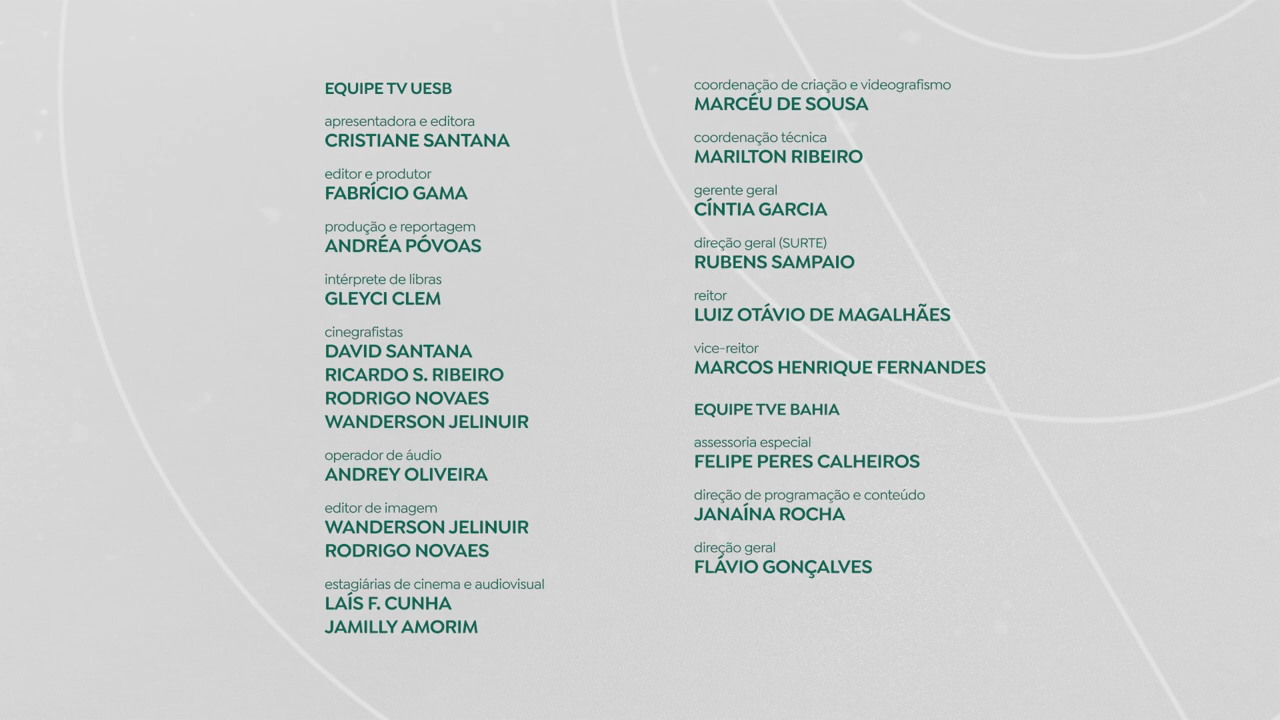 EQUIPE TV UESB
apresentadora e editora
CRISTIANE SANTANA
editor e produtor
FABRÍCIO GAMA
produção e reportagem
ANDRÉA PÓVOAS
intérprete de libras
GLEYCI CLEM
cinegrafistas
DAVID SANTANA
RICARDO S. RIBEIRO
RODRIGO NOVAES
WANDERSON JELINUIR
operador de áudio
ANDREY OLIVEIRA
editor de imagem
WANDERSON JELINUIR
RODRIGO NOVAES
estagiárias de cinema e audiovisual
LAÍS F. CUNHA
JAMILLY AMORIM
coordenação de criação e videografismo
MARCÉU DE SOUSA
coordenação técnica
MARILTON RIBEIRO
gerente geral
CÍNTIA GARCIA
direção geral (SURTE)
RUBENS SAMPAIO
reitor
LUIZ OTÁVIO DE MAGALHÃES
vice-reitor
MARCOS HENRIQUE FERNANDES
EQUIPE TVE BAHIA
assessoria especial
FELIPE PERES CALHEIROS
direção de programação e conteúdo
JANAÍNA ROCHA
direção geral
FLÁVIO GONÇALVES